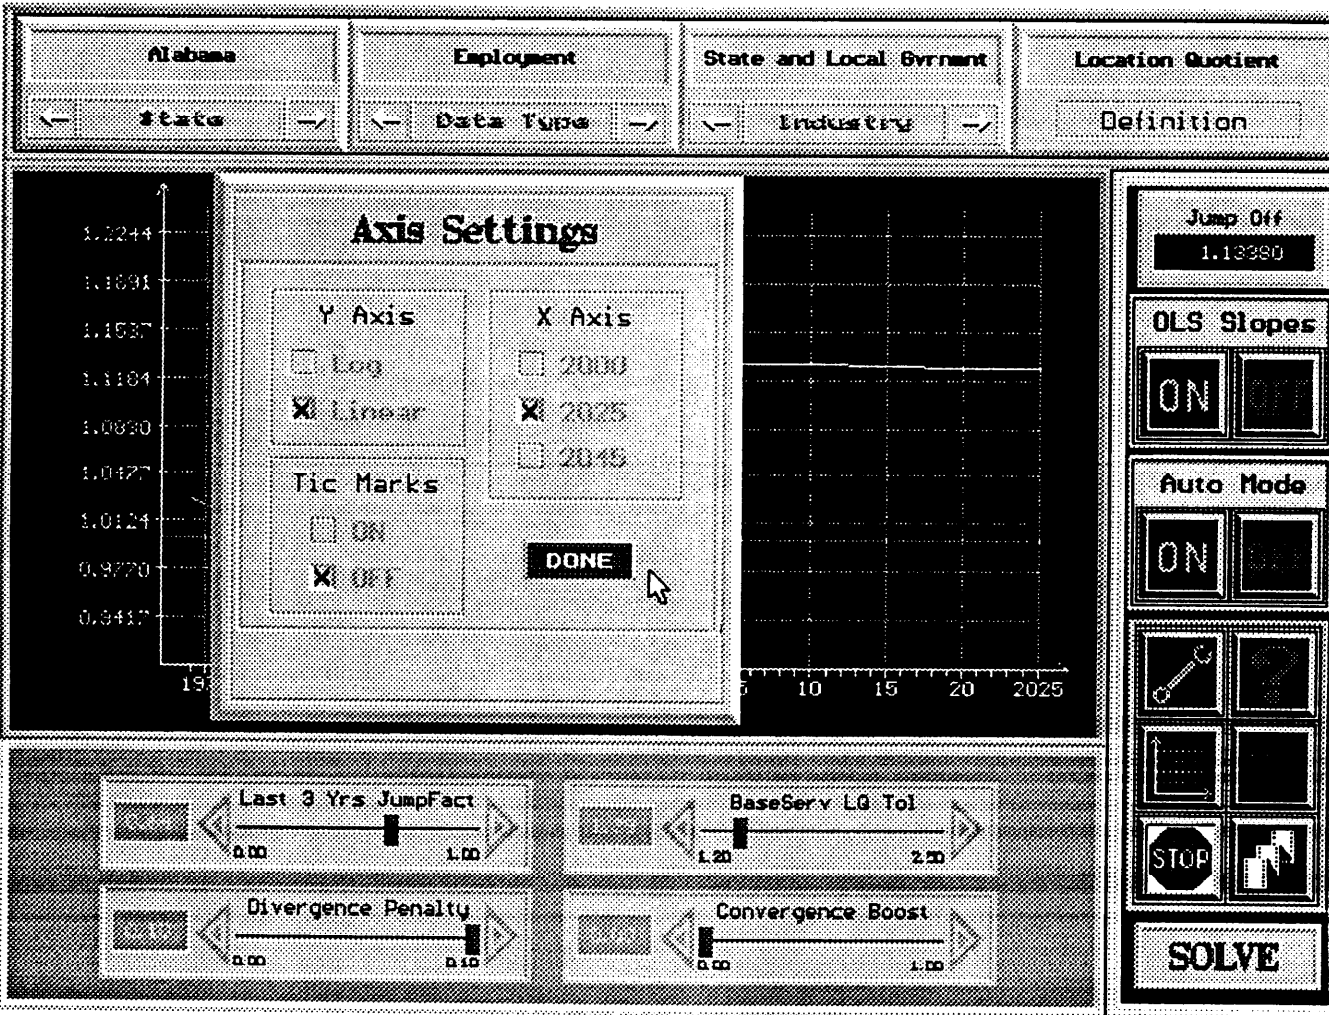 Alabama
Employment
State and Local Gvrnmnt
Location Quotient
State
Data Type
Industry
Definition
Axis Settings
Y Axis
Log
Linear
X Axis
2000
2025
2045
Tic Marks
ON
OFF
DONE
1.2244
1.1891
1.1537
1.1184
1.0830
1.0477
1.0124
0.9770
0.9417
19
10
15
20
2025
Jump Off
1.13380
OLS Slopes
ON
OFF
Auto Mode
ON
?
STOP
SOLVE
Last 3 Yrs JumpFact
0.00
1.00
BaseServ LQ Tol
1.20
2.50
Divergence Penalty
0.00
0.10
Convergence Boost
0.00
1.00